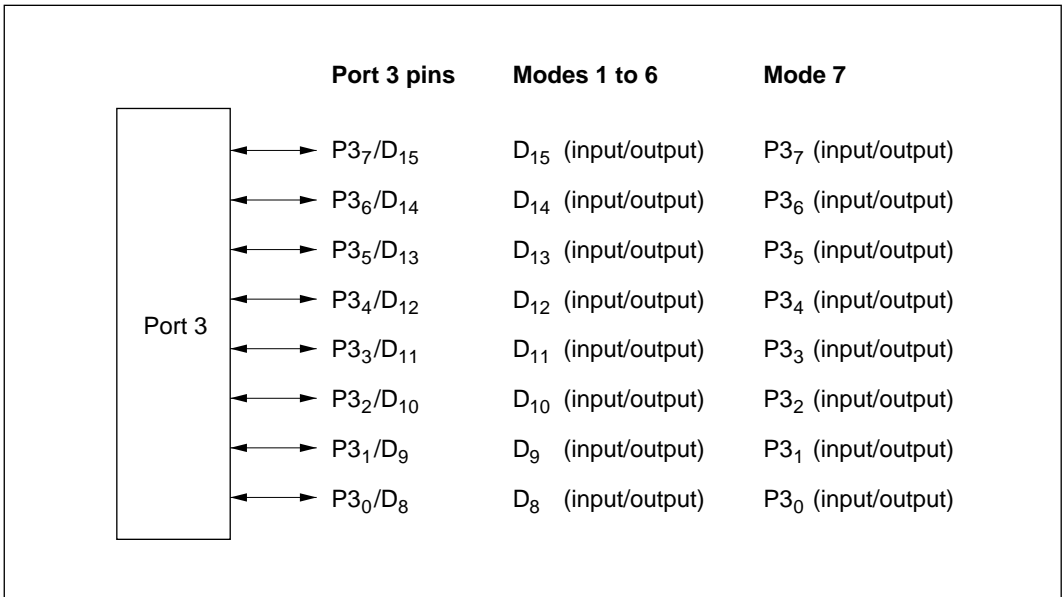 Port 3 pins Modes 1 to 6 Mode 7
P3₇/D₁₅ D₁₅ (input/output) P3₇ (input/output)
P3₆/D₁₄ D₁₄ (input/output) P3₆ (input/output)
P3₅/D₁₃ D₁₃ (input/output) P3₅ (input/output)
P3₄/D₁₂ D₁₂ (input/output) P3₄ (input/output)
Port 3
P3₃/D₁₁ D₁₁ (input/output) P3₃ (input/output)
P3₂/D₁₀ D₁₀ (input/output) P3₂ (input/output)
P3₁/D₉ D₉ (input/output) P3₁ (input/output)
P3₀/D₈ D₈ (input/output) P3₀ (input/output)